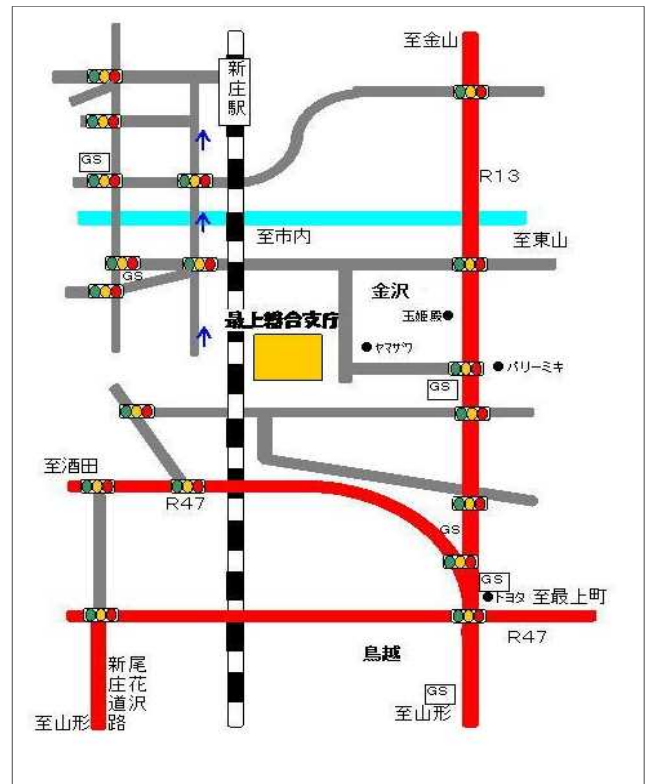 至金山
新庄駅
GS
R13
至市内
至東山
GS
金沢
玉姫殿
最上総合支庁
ヤマザワ
パリーミキ
GS
至酒田
R47
GS
GS
トヨタ
至最上町
R47
鳥越
尾花沢
新庄道路
GS
至山形
至山形